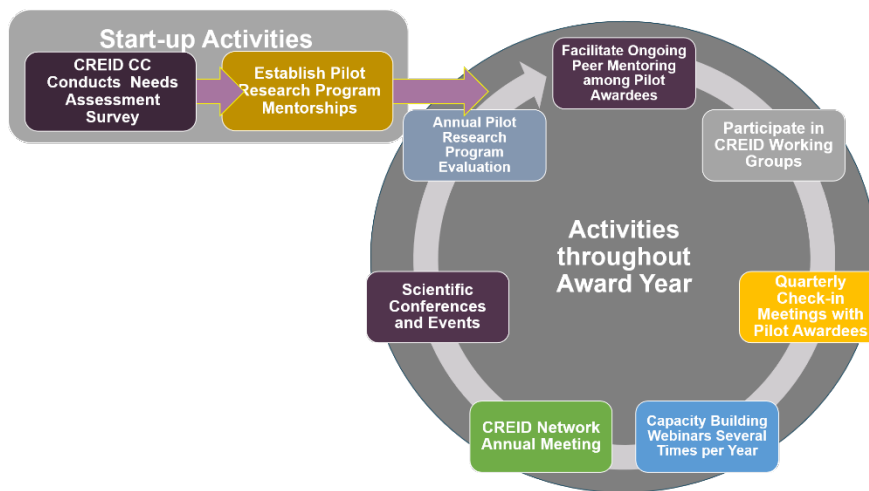 Start-up Activities
CREID CC
Conducts Needs
Assessment
Survey
Establish Pilot
Research Program
Mentorships
Facilitate Ongoing
Peer Mentoring
among Pilot
Awardees
Participate in
CREID Working
Groups
Quarterly
Check-in
Meetings with
Pilot Awardees
Capacity Building
Webinars Several
Times per Year
CREID Network
Annual Meeting
Scientific
Conferences
and Events
Annual Pilot
Research
Program
Evaluation
Activities
throughout
Award Year